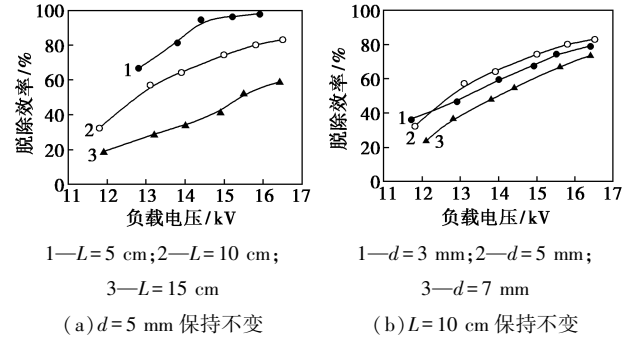 脱除效率/%
100
80
60
40
20
0
1
2
3
11 12 13 14 15 16 17
负载电压/kV
1—L=5 cm;2—L=10 cm;
3—L=15 cm
(a)d=5 mm 保持不变
脱除效率/%
100
80
60
40
20
0
1
2
3
11 12 13 14 15 16 17
负载电压/kV
1—d=3 mm;2—d=5 mm;
3—d=7 mm
(b)L=10 cm 保持不变